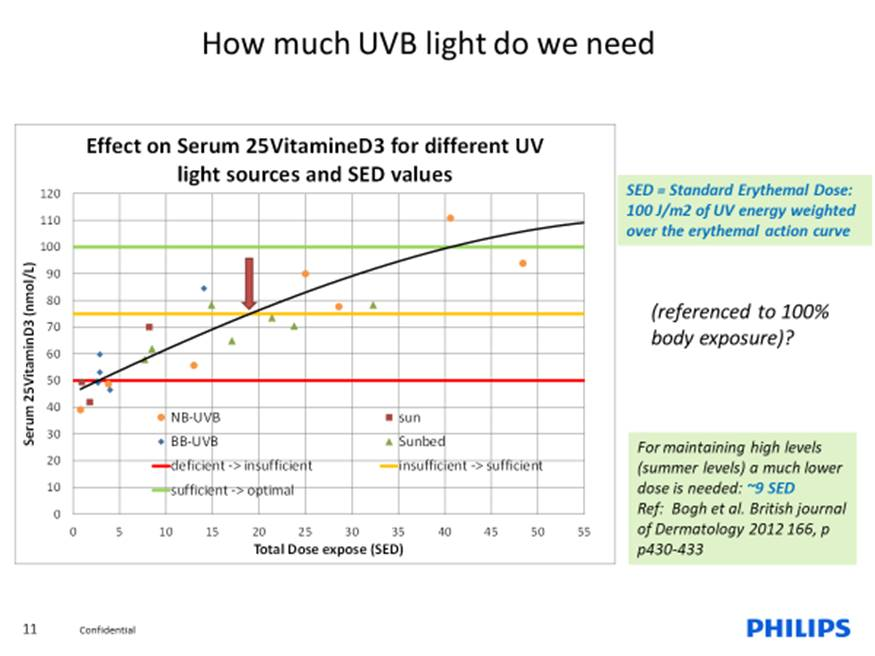 How much UVB light do we need
Effect on Serum 25VitamineD3 for different UV
light sources and SED values
Serum 25VitaminD3 (nmol/L)
120
110
100
90
80
70
60
50
40
30
20
10
0
NB-UVB
sun
BB-UVB
Sunbed
deficient -> insufficient
insufficient -> sufficient
sufficient -> optimal
0 5 10 15 20 25 30 35 40 45 50 55
Total Dose expose (SED)
SED = Standard Erythemal Dose:
100 J/m2 of UV energy weighted
over the erythemal action curve
(referenced to 100%
body exposure)?
For maintaining high levels
(summer levels) a much lower
dose is needed: ~9 SED
Ref: Bogh et al. British journal
of Dermatology 2012 166, p
p430-433
11
Confidential
PHILIPS